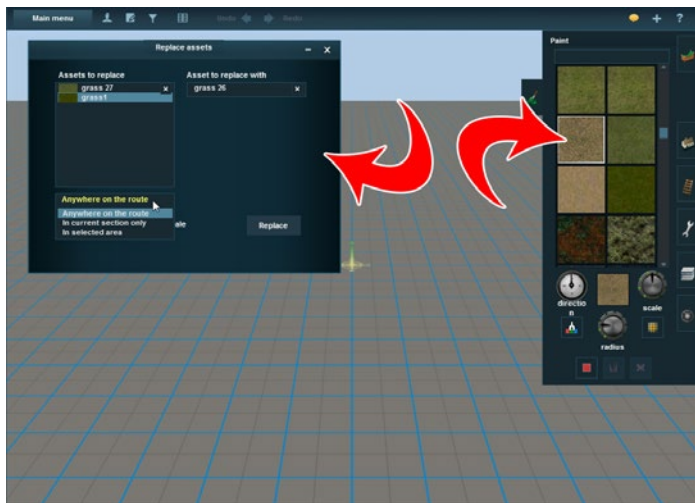 Main menu
Undo
Redo
?
Replace assets
– x
Assets to replace
Asset to replace with
grass 27 x
grass1
grass 26 x
Anywhere on the route
Anywhere on the route
In current section only
In selected area
ale
Replace
Paint
directio
n
scale
radius